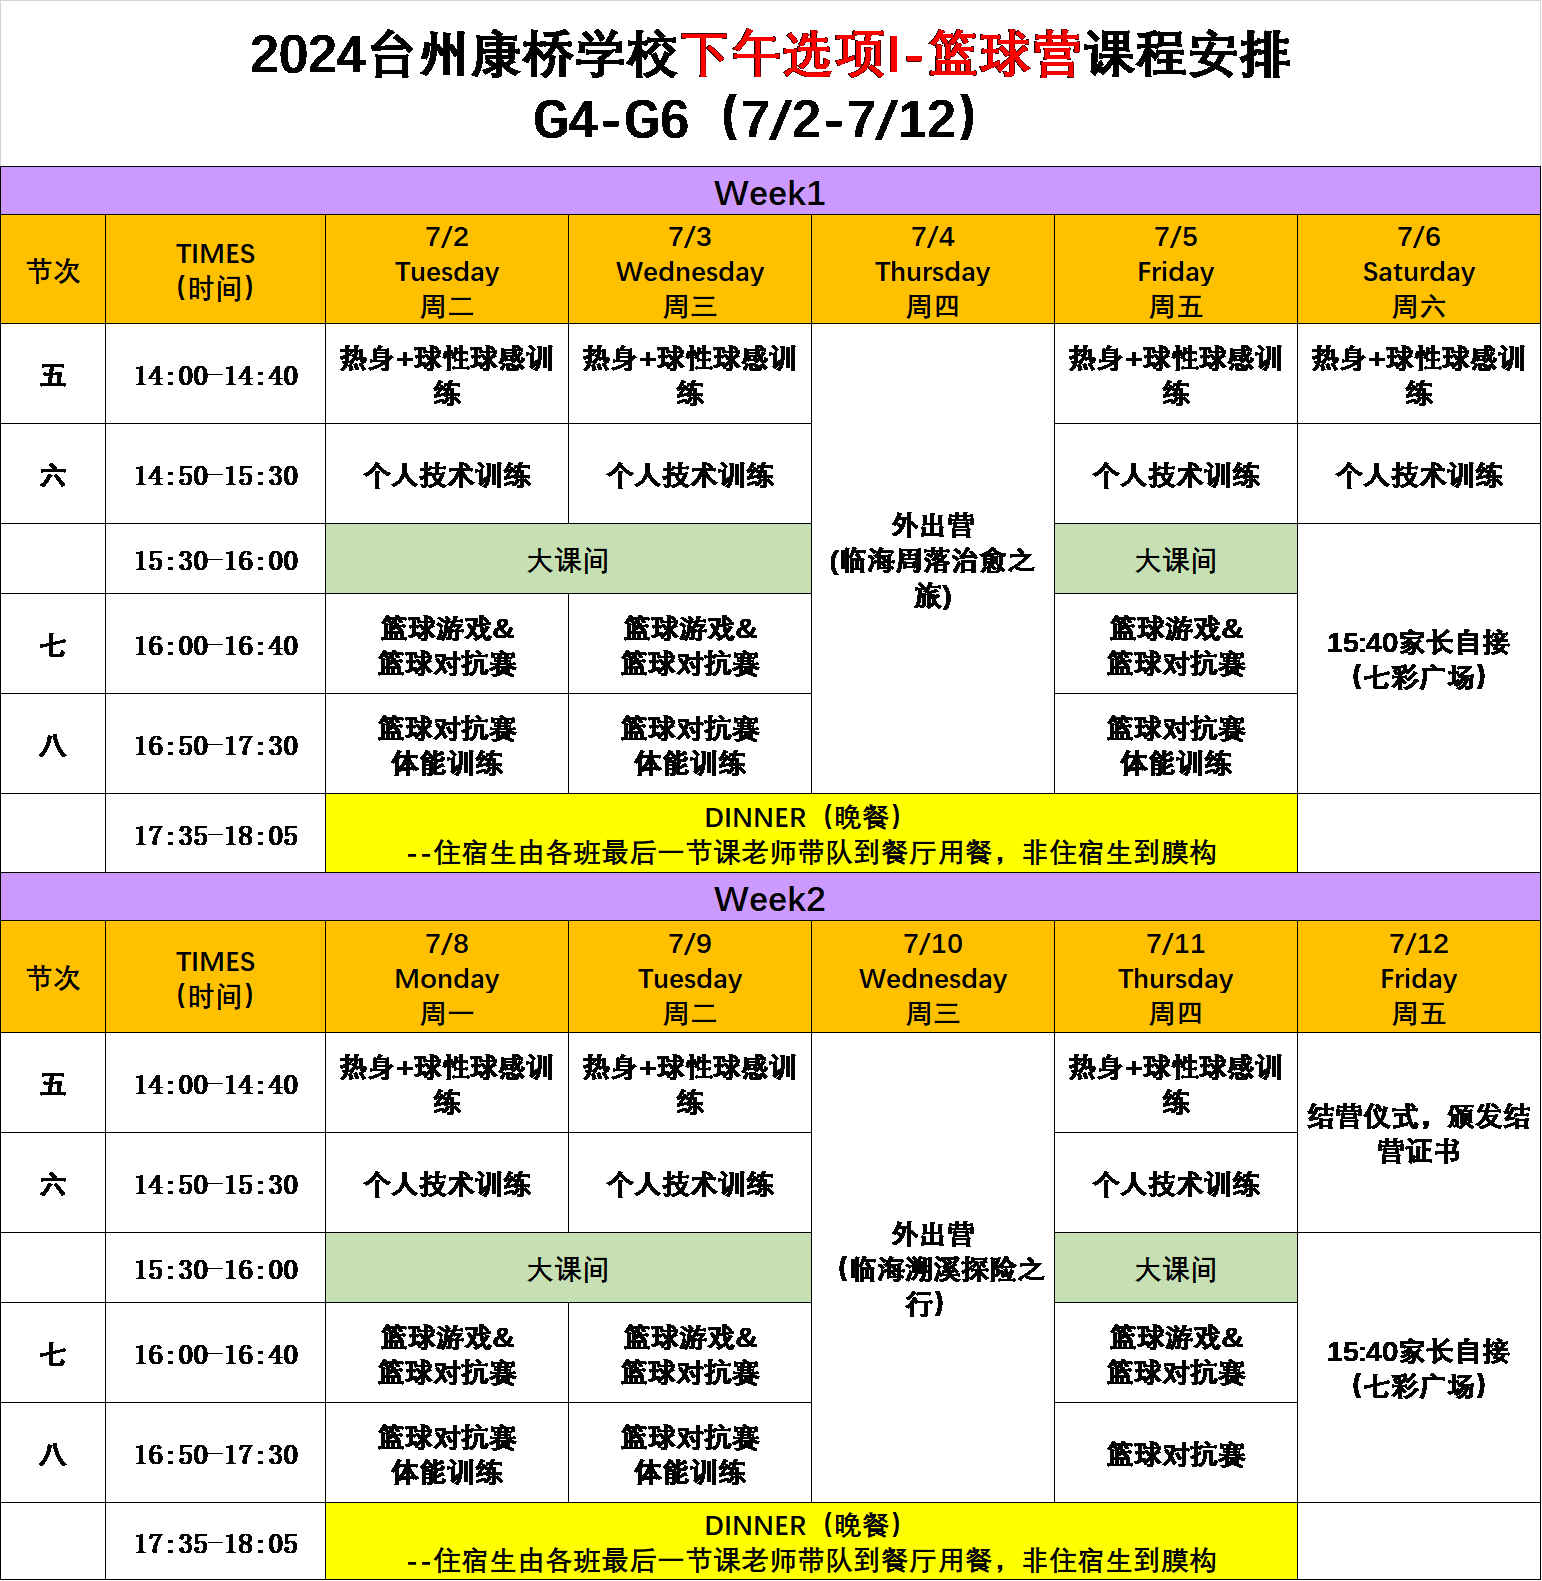 2024台州康桥学校下午选项I-篮球营课程安排
G4-G6（7/2-7/12）
Week1
节次
TIMES
（时间）
7/2
Tuesday
周二
7/3
Wednesday
周三
7/4
Thursday
周四
7/5
Friday
周五
7/6
Saturday
周六
五
14:00-14:40
热身+球性球感训
练
热身+球性球感训
练
外出营
(临海周落治愈之
旅)
热身+球性球感训
练
热身+球性球感训
练
六
14:50-15:30
个人技术训练
个人技术训练
个人技术训练
个人技术训练
15:30-16:00
大课间
大课间
15:40家长自接
（七彩广场）
七
16:00-16:40
篮球游戏&
篮球对抗赛
篮球游戏&
篮球对抗赛
篮球游戏&
篮球对抗赛
八
16:50-17:30
篮球对抗赛
体能训练
篮球对抗赛
体能训练
篮球对抗赛
体能训练
17:35-18:05
DINNER（晚餐）
--住宿生由各班最后一节课老师带队到餐厅用餐，非住宿生到膜构
Week2
节次
TIMES
（时间）
7/8
Monday
周一
7/9
Tuesday
周二
7/10
Wednesday
周三
7/11
Thursday
周四
7/12
Friday
周五
五
14:00-14:40
热身+球性球感训
练
热身+球性球感训
练
外出营
（临海溯溪探险之
行）
热身+球性球感训
练
结营仪式，颁发结
营证书
六
14:50-15:30
个人技术训练
个人技术训练
个人技术训练
15:30-16:00
大课间
大课间
15:40家长自接
（七彩广场）
七
16:00-16:40
篮球游戏&
篮球对抗赛
篮球游戏&
篮球对抗赛
篮球游戏&
篮球对抗赛
八
16:50-17:30
篮球对抗赛
体能训练
篮球对抗赛
体能训练
篮球对抗赛
17:35-18:05
DINNER（晚餐）
--住宿生由各班最后一节课老师带队到餐厅用餐，非住宿生到膜构